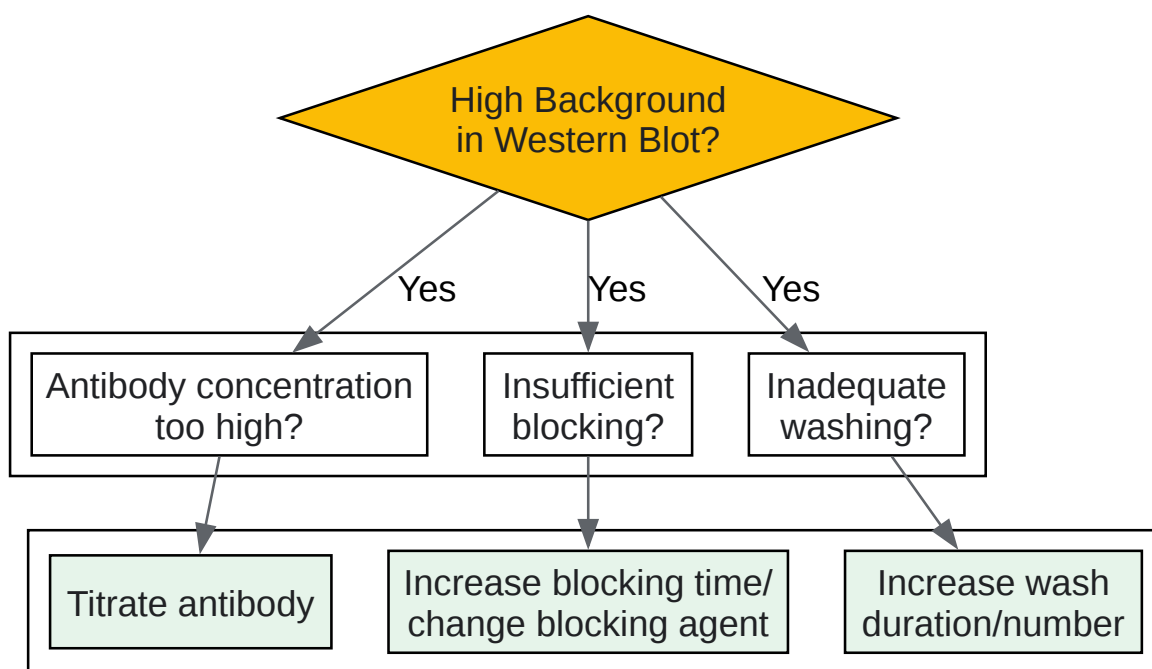 High Background
in Western Blot?
Yes
Yes
Yes
Antibody concentration
too high?
Insufficient
blocking?
Inadequate
washing?
Titrate antibody
Increase blocking time/
change blocking agent
Increase wash
duration/number